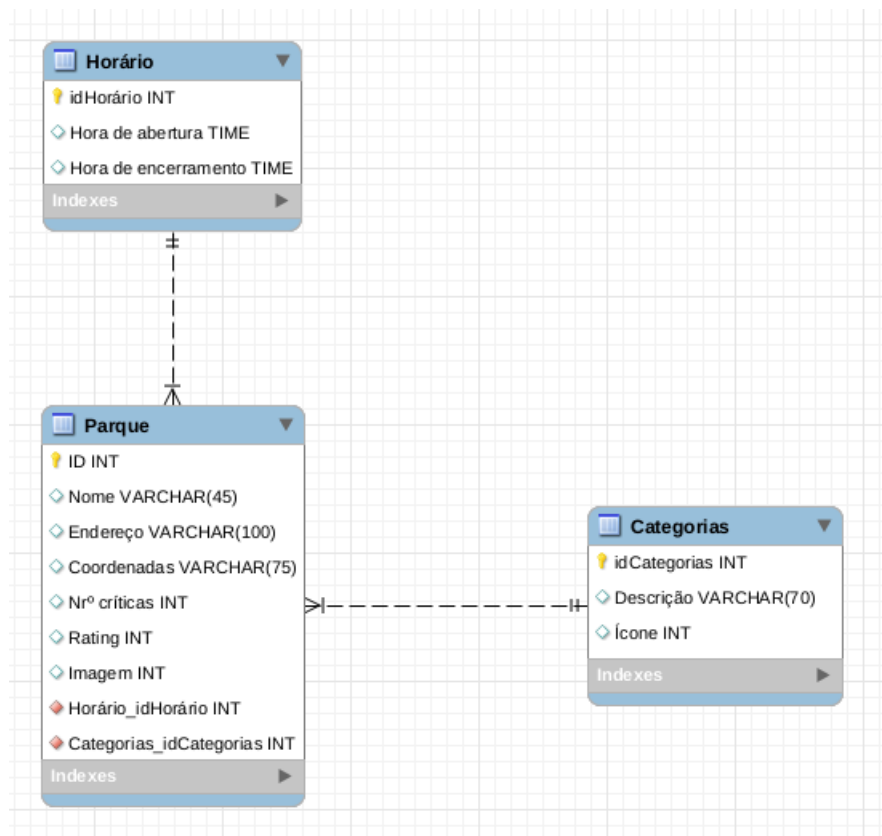 Horário
idHorário INT
Hora de abertura TIME
Hora de encerramento TIME
Indexes
Parque
ID INT
Nome VARCHAR(45)
Endereço VARCHAR(100)
Coordenadas VARCHAR(75)
Nrº críticas INT
Rating INT
Imagem INT
Horário_idHorário INT
Categorias_idCategorias INT
Indexes
Categorias
idCategorias INT
Descrição VARCHAR(70)
Ícone INT
Indexes